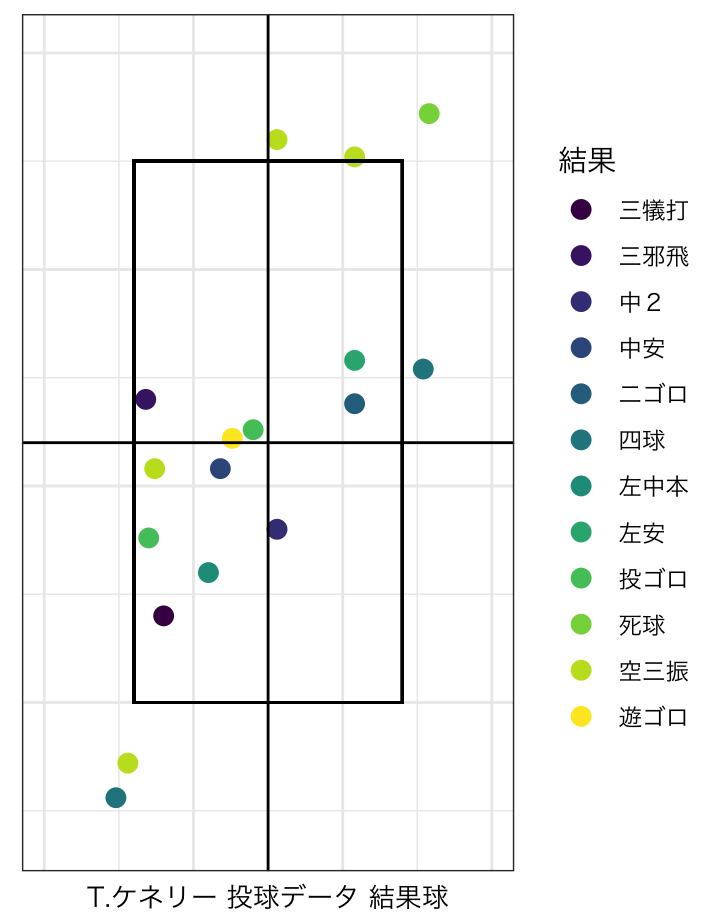 結果
三犠打
三邪飛
中２
中安
二ゴロ
四球
左中本
左安
投ゴロ
死球
空三振
遊ゴロ
T.ケネリー 投球データ 結果球